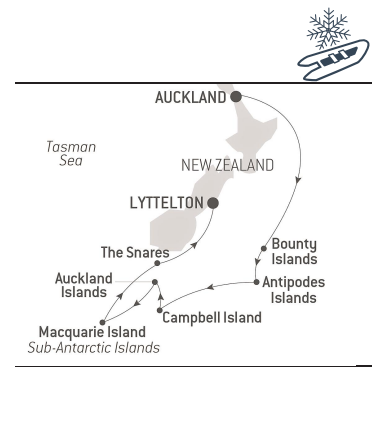 AUCKLAND
Tasman
Sea
NEW ZEALAND
LYTTELTON
The Snares
Bounty
Islands
Auckland
Islands
Antipodes
Islands
Campbell Island
Macquarie Island
Sub-Antarctic Islands